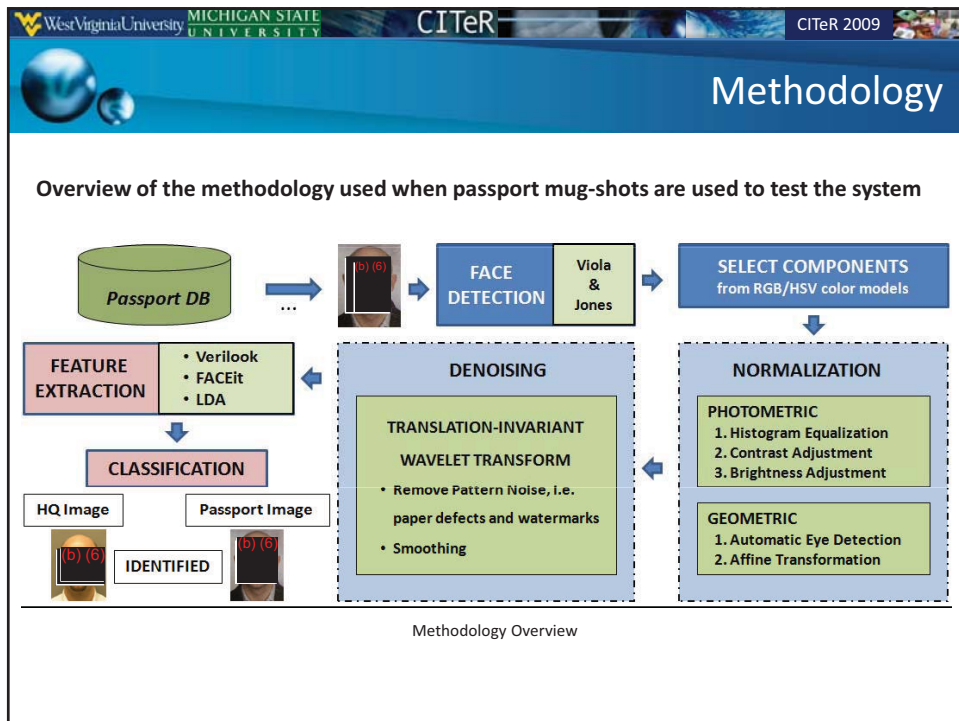 WestVirginiaUniversity MICHIGAN STATE UNIVERSITY CITeR CITeR 2009
Methodology
Overview of the methodology used when passport mug-shots are used to test the system
Passport DB
...
(b) (6)
FACE
DETECTION
Viola
&
Jones
SELECT COMPONENTS
from RGB/HSV color models
NORMALIZATION
PHOTOMETRIC
1. Histogram Equalization
2. Contrast Adjustment
3. Brightness Adjustment
GEOMETRIC
1. Automatic Eye Detection
2. Affine Transformation
DENOISING
TRANSLATION-INVARIANT
WAVELET TRANSFORM
• Remove Pattern Noise, i.e.
paper defects and watermarks
• Smoothing
FEATURE
EXTRACTION
• Verilook
• FACEit
• LDA
CLASSIFICATION
HQ Image
Passport Image
(b) (6)
IDENTIFIED
(b) (6)
Methodology Overview